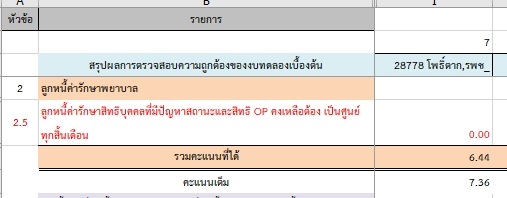 A B I
หัวข้อ รายการ
7
สรุปผลการตรวจสอบความถูกต้องของงบทดลองเบื้องต้น 28778 โพธิ์ตาก,รพช_
2 ลูกหนี้ค่ารักษาพยาบาล
2.5 ลูกหนี้ค่ารักษาสิทธิบุคคลที่มีปัญหาสถานะและสิทธิ OP คงเหลือต้อง เป็นศูนย์
ทุกสิ้นเดือน 0.00
รวมคะแนนที่ได้ 6.44
คะแนนเต็ม 7.36